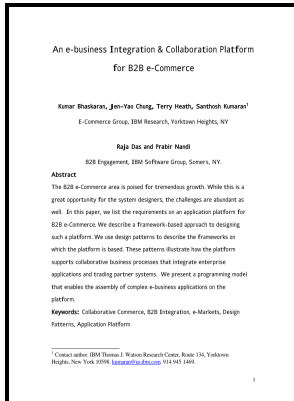 An e-business Integration & Collaboration Platform
for B2B e-Commerce
Kumar Bhaskaran, Jen-Yao Chung, Terry Heath, Santhosh Kumaran1
E-Commerce Group, IBM Research, Yorktown Heights, NY
Raja Das and Prabir Nandi
B2B Engagement, IBM Software Group, Somers, NY.
Abstract
The B2B e-Commerce area is poised for tremendous growth. While this is a
great opportunity for the system designers, the challenges are abundant as
well. In this paper, we list the requirements on an application platform for
B2B e-Commerce. We describe a framework-based approach to designing
such a platform. We use design patterns to describe the frameworks on
which the platform is based. These patterns illustrate how the platform
supports collaborative business processes that integrate enterprise
applications and trading partner systems. We present a programming model
that enables the assembly of complex e-business applications on the
platform.
Keywords: Collaborative Commerce, B2B Integration, e-Markets, Design
Patterns, Application Platform
1 Contact author. IBM Thomas J. Watson Research Center, Route 134, Yorktown
Heights, New York 10598. kumaran@us.ibm.com. 914 945 1469.
1